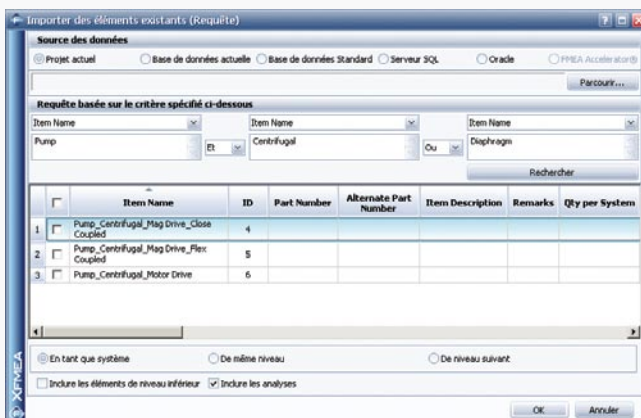 Importer des éléments existants (Requête)
Source des données
Projet actuel Base de données actuelle Base de données Standard Serveur SQL Oracle FMEA Accelerator®
Parcourir...
Requête basée sur le critère spécifié ci-dessous
Item Name Item Name Item Name
Pump Et Centrifugal Ou Diaphragm
Rechercher
Item Name ID Part Number Alternate Part Number Item Description Remarks Qty per System
1 Pump_Centrifugal_Mag Drive_Close Coupled 4
2 Pump_Centrifugal_Mag Drive_Flex Coupled 5
3 Pump_Centrifugal_Motor Drive 6
En tant que système De même niveau De niveau suivant
Inclure les éléments de niveau inférieur Inclure les analyses
OK Annuler
XFMEA